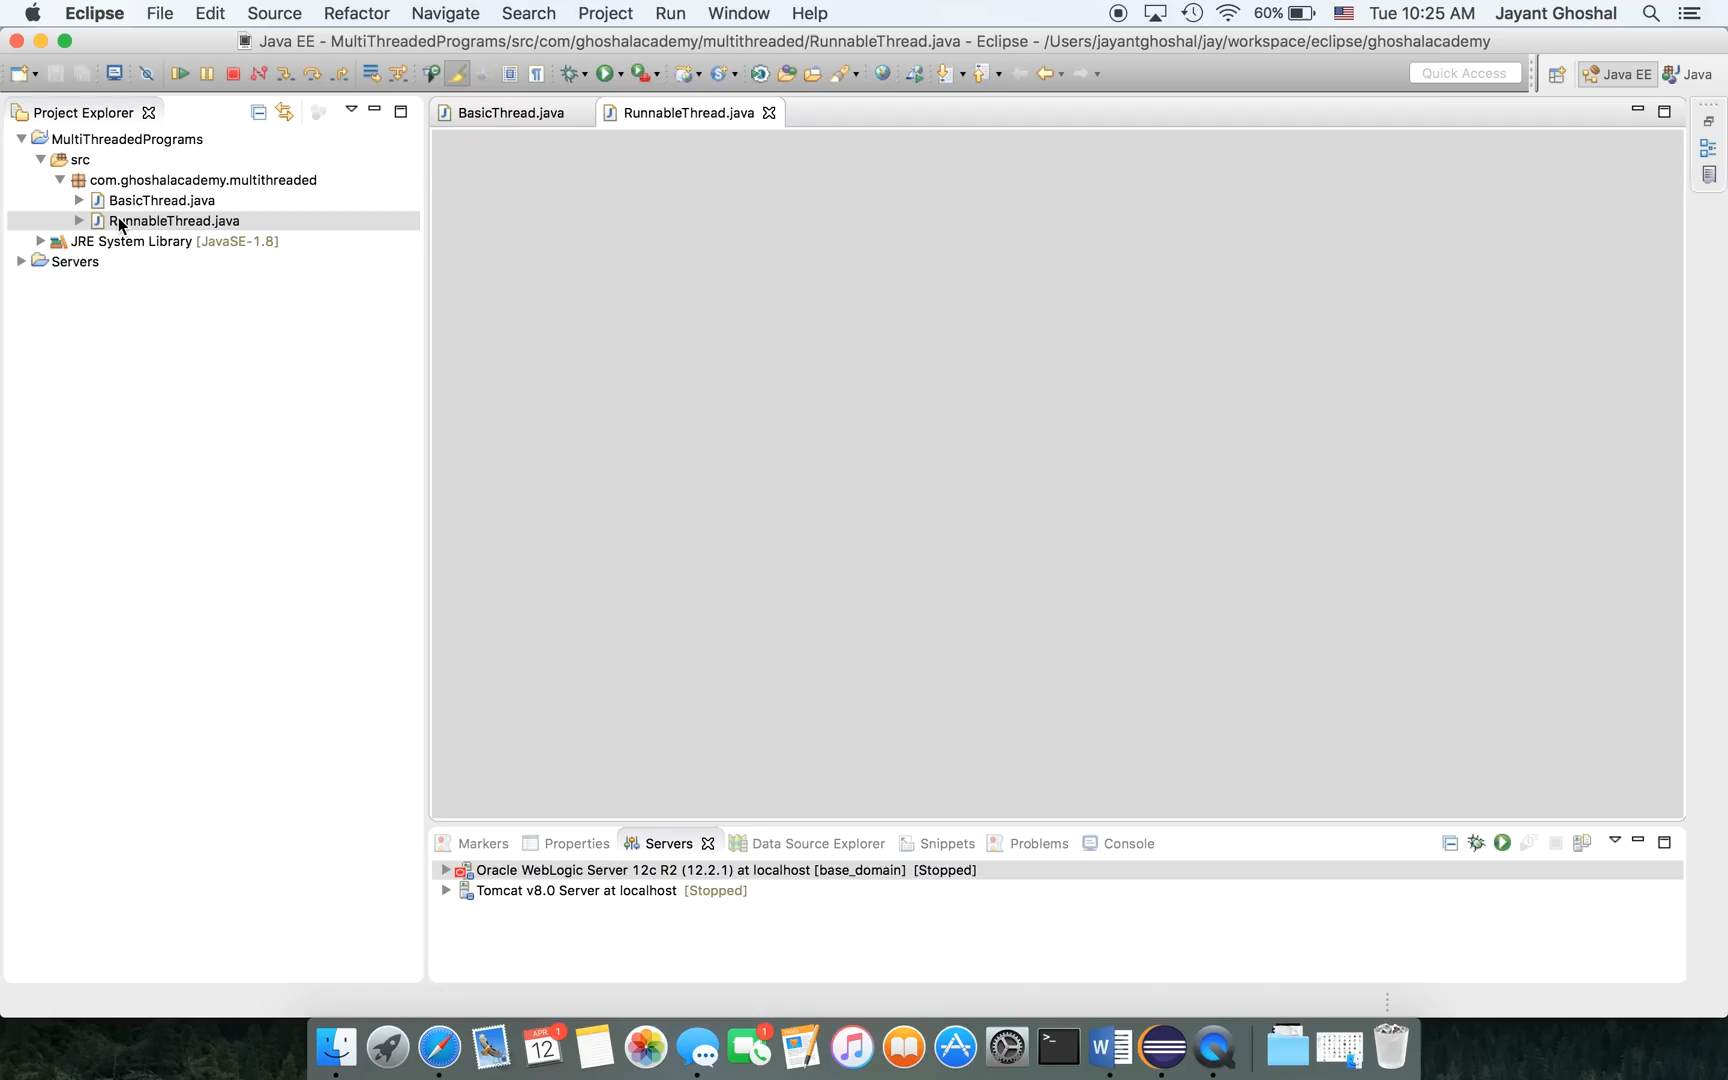 Eclipse File Edit Source Refactor Navigate Search Project Run Window Help 60% Tue 10:25 AM Jayant Ghoshal
Java EE - MultiThreadedPrograms/src/com/ghoshalacademy/multithreaded/RunnableThread.java - Eclipse - /Users/jayantghoshal/jay/workspace/eclipse/ghoshalacademy
Quick Access Java EE Java
Project Explorer BasicThread.java RunnableThread.java
MultiThreadedPrograms
src
com.ghoshalacademy.multithreaded
BasicThread.java
RunnableThread.java
JRE System Library [JavaSE-1.8]
Servers
Markers Properties Servers Data Source Explorer Snippets Problems Console
Oracle WebLogic Server 12c R2 (12.2.1) at localhost [base_domain] [Stopped]
Tomcat v8.0 Server at localhost [Stopped]
APR 1 1
12
W